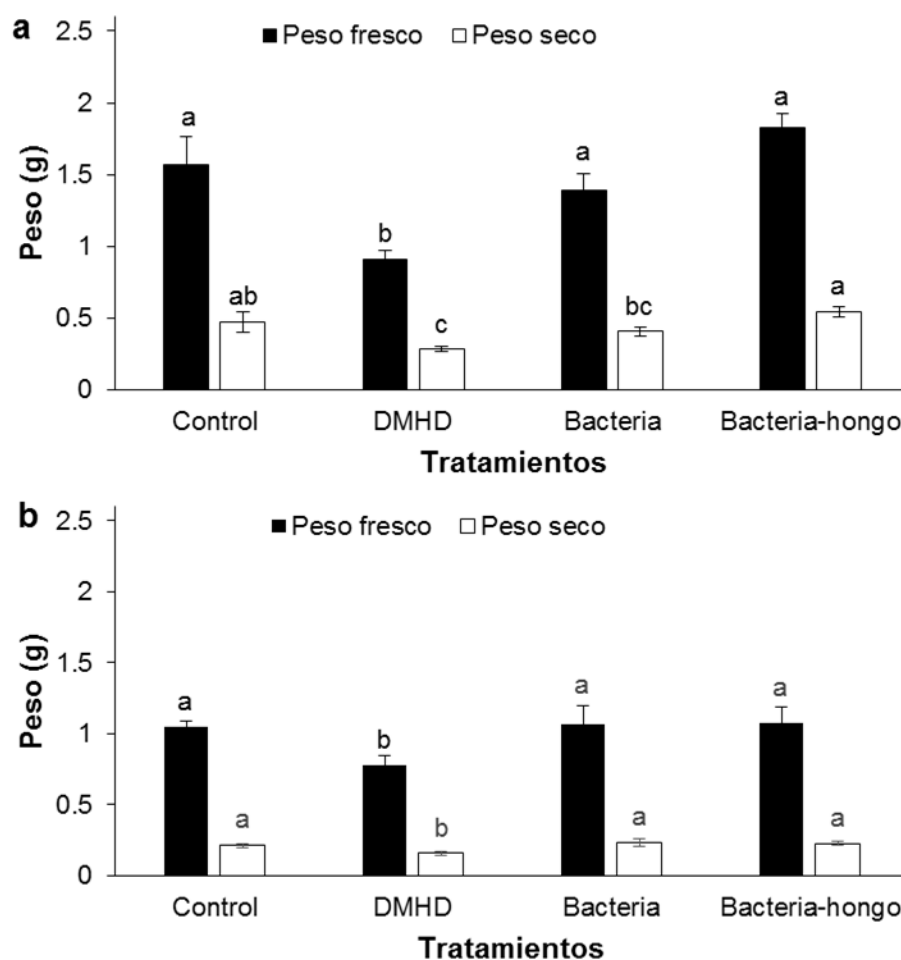 a
Peso fresco Peso seco
2.5
2
1.5
1
0.5
0
Peso (g)
a
ab
b
c
a
bc
a
a
Control DMHD Bacteria Bacteria-hongo
Tratamientos
b
Peso fresco Peso seco
2.5
2
1.5
1
0.5
0
Peso (g)
a
a
b
b
a
a
a
a
Control DMHD Bacteria Bacteria-hongo
Tratamientos